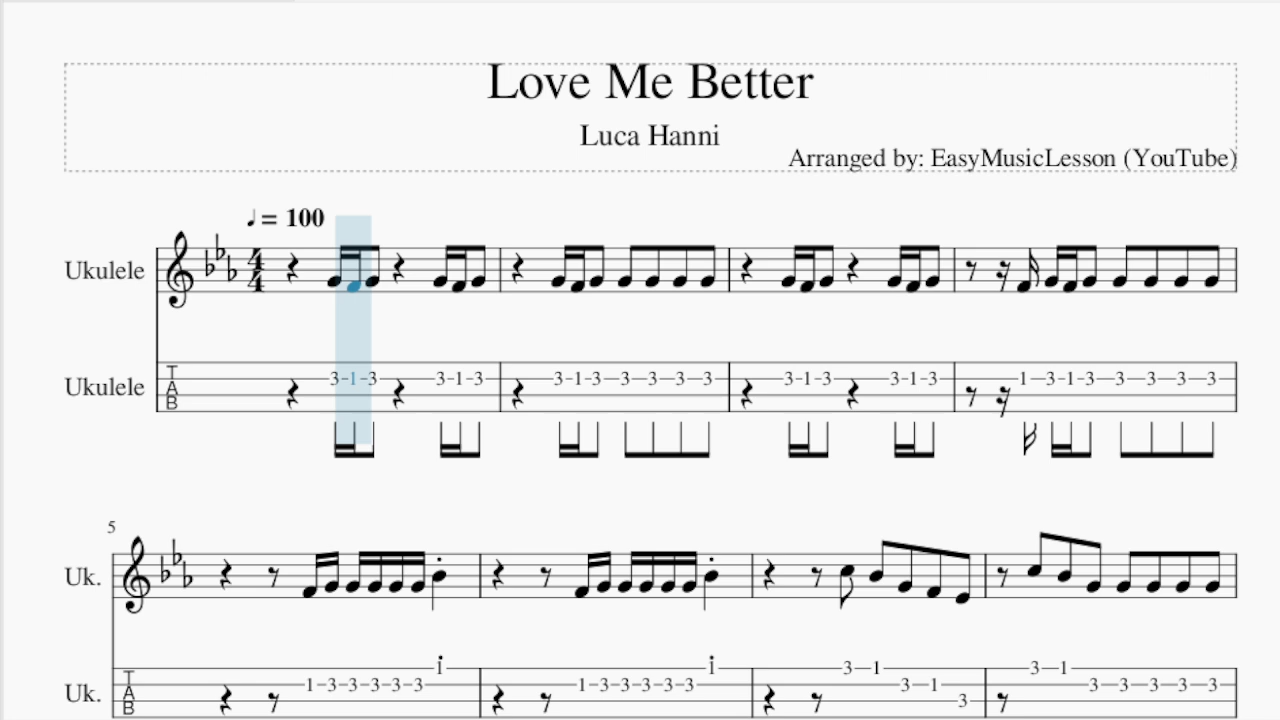 Love Me Better
Luca Hanni
Arranged by: EasyMusicLesson (YouTube)
♩ = 100
Ukulele
4
4
Ukulele
T
A
B
3 1 3 3 1 3 3 1 3 3 3 3 3 1 3 3 1 3 1 3 1 3 3 3 3 3
5
Uk.
1 1 3 1 3 1
Uk.
T
A
B
1 3 3 3 3 3 1 3 3 3 3 3 3 1 3 3 3 3 3
3